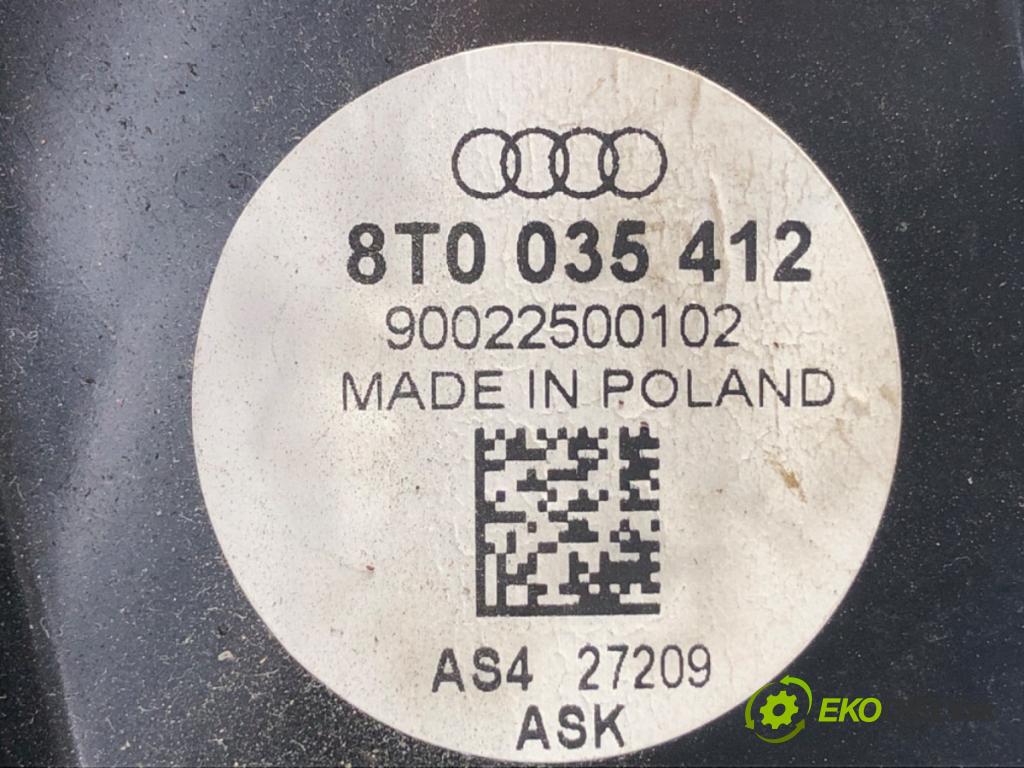 8T0 035 412
90022500102
MADE IN POLAND
AS4 27209
ASK
EKO